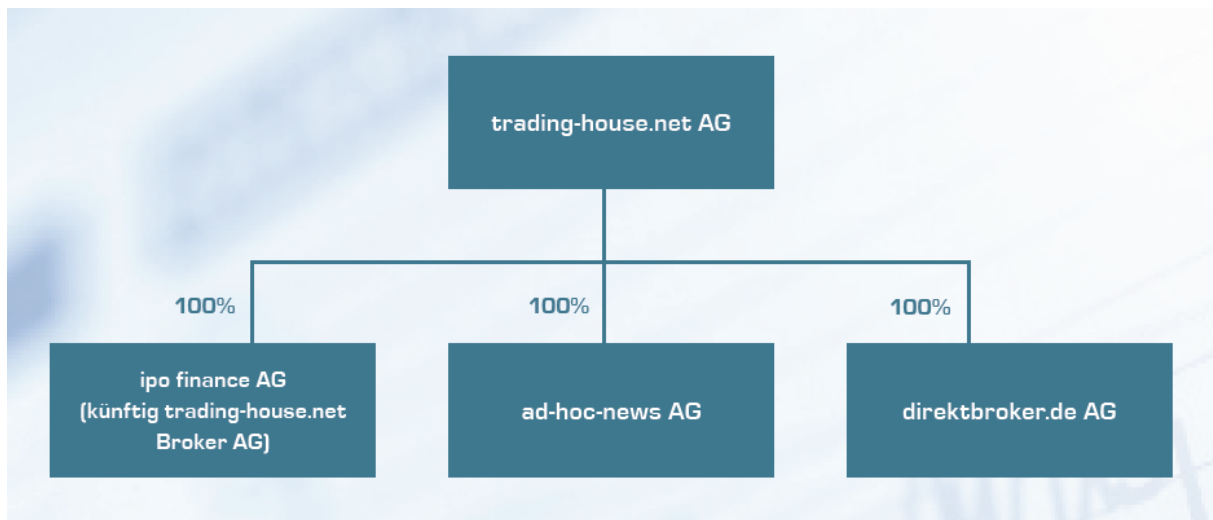 trading-house.net AG
100%
100%
100%
ipo finance AG
(künftig trading-house.net
Broker AG)
ad-hoc-news AG
direktbroker.de AG